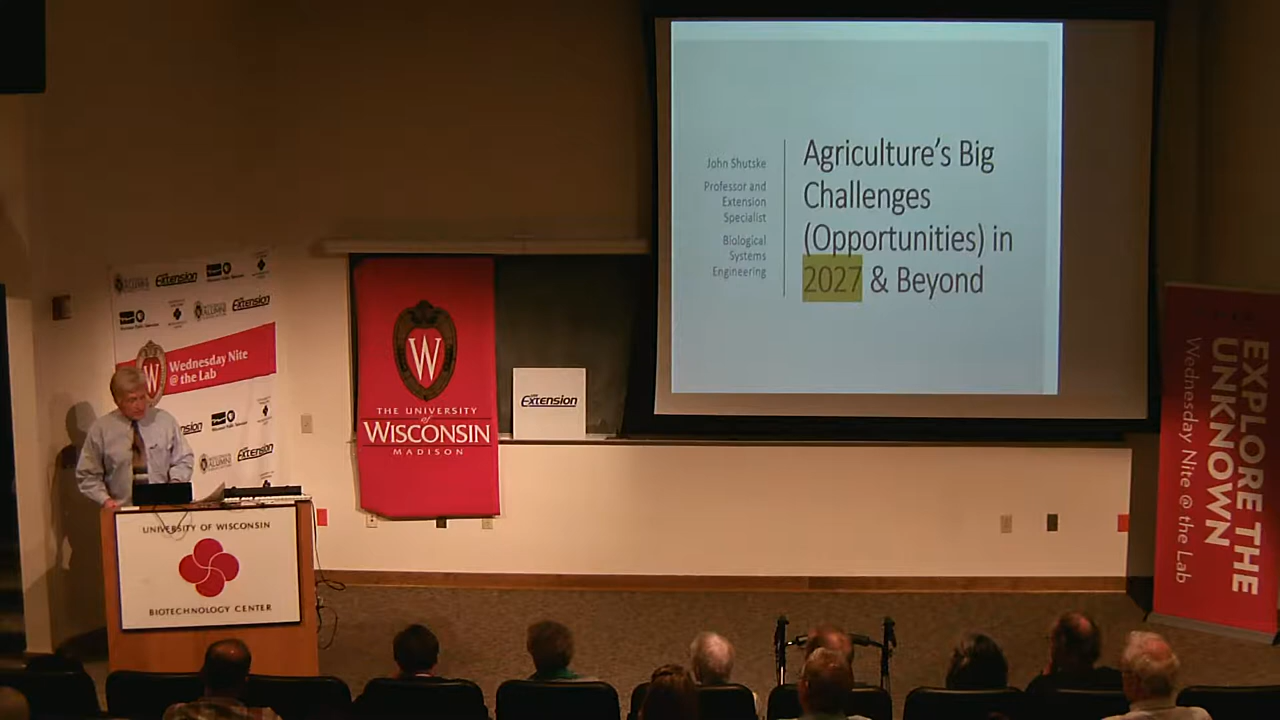 John Shutske
Professor and
Extension
Specialist
Biological
Systems
Engineering
Agriculture's Big
Challenges
(Opportunities) in
2027 & Beyond
Extension
Extension
Wednesday Nite
@ the Lab
Extension
W
THE UNIVERSITY
of
WISCONSIN
MADISON
Extension
UNIVERSITY OF WISCONSIN
BIOTECHNOLOGY CENTER
EXPLORE THE
UNKNOWN
Wednesday Nite @ the Lab